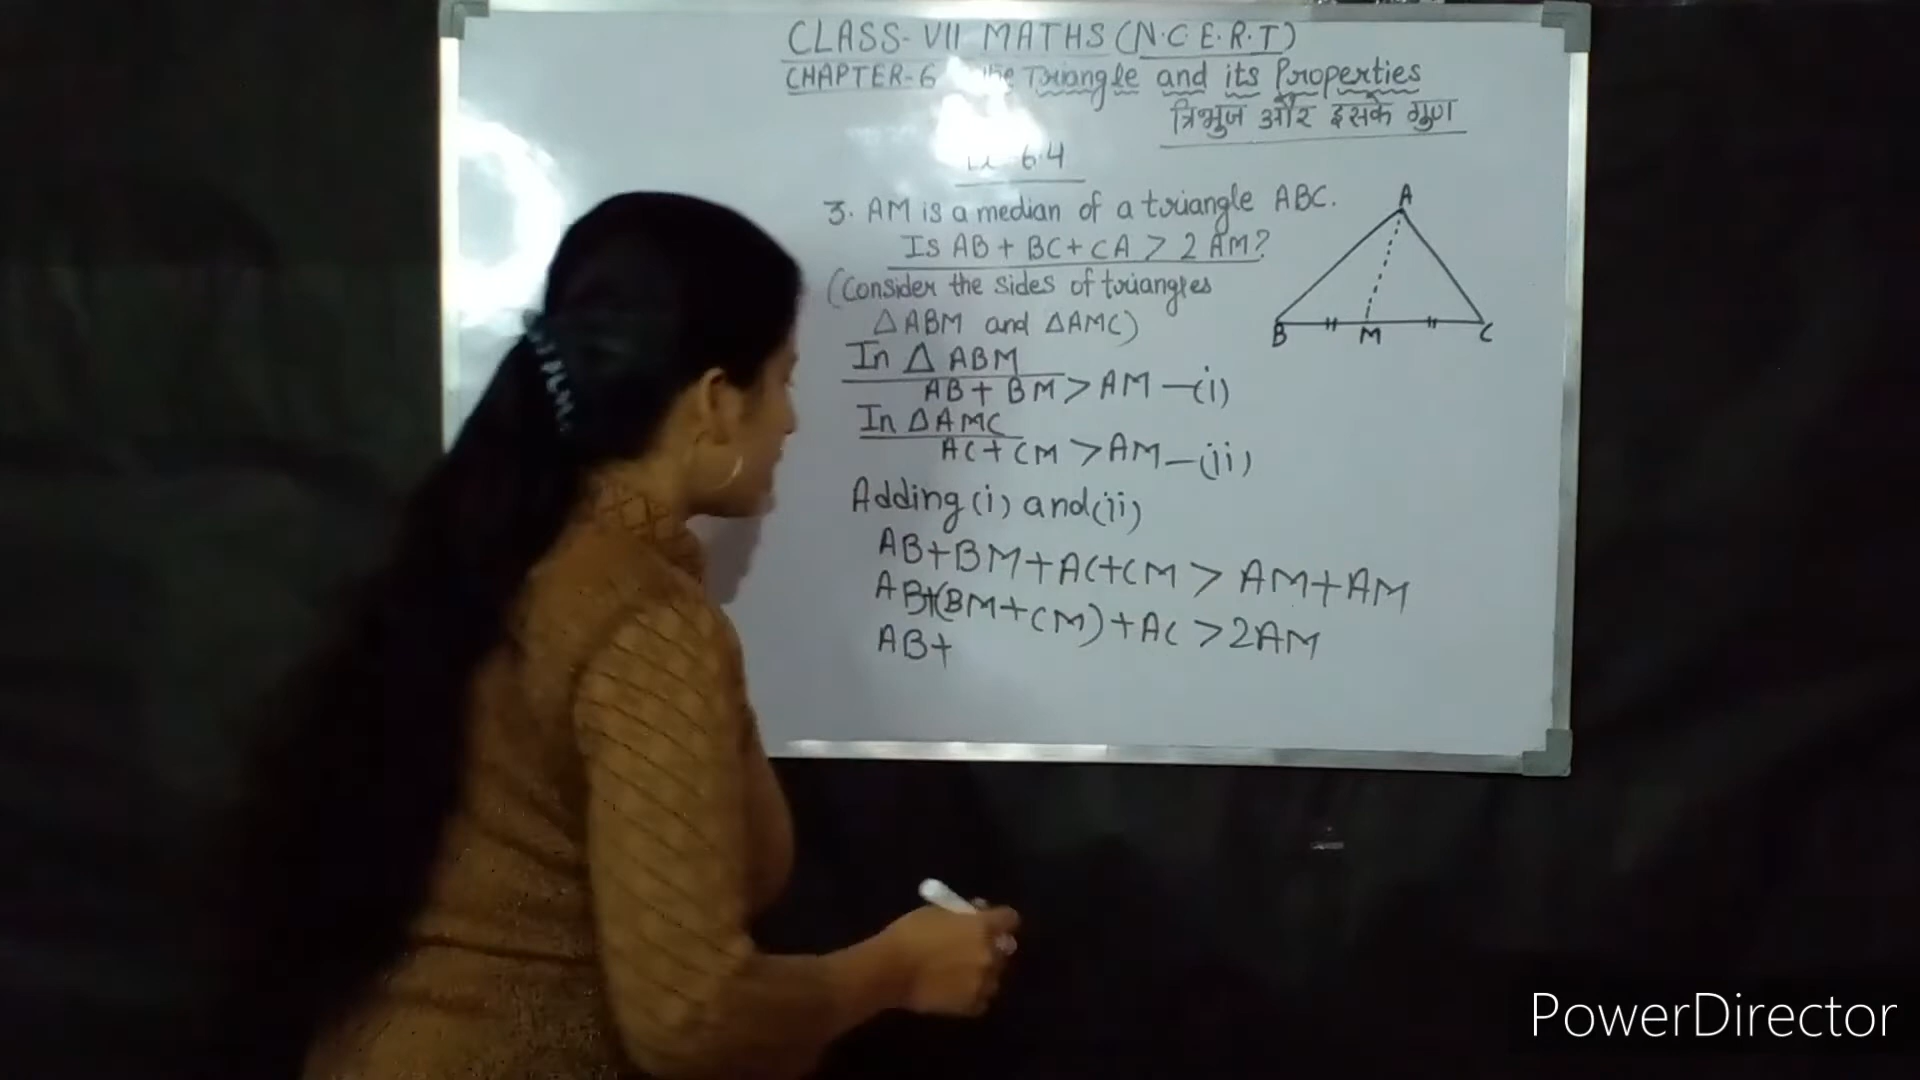 CLASS-VII MATHS (N.C.E.R.T)
CHAPTER-6 The Triangle and its Properties
त्रिभुज और इसके गुण
6.4
3. AM is a median of a triangle ABC.
Is AB + BC + CA > 2 AM?
(Consider the sides of triangles
△ABM and △AMC)
In △ ABM
AB + BM > AM -(i)
In △AMC
AC + CM > AM -(ii)
Adding (i) and (ii)
AB+BM+AC+CM > AM+AM
AB+(BM+CM)+AC >2AM
AB+
A
B
M
C
PowerDirector